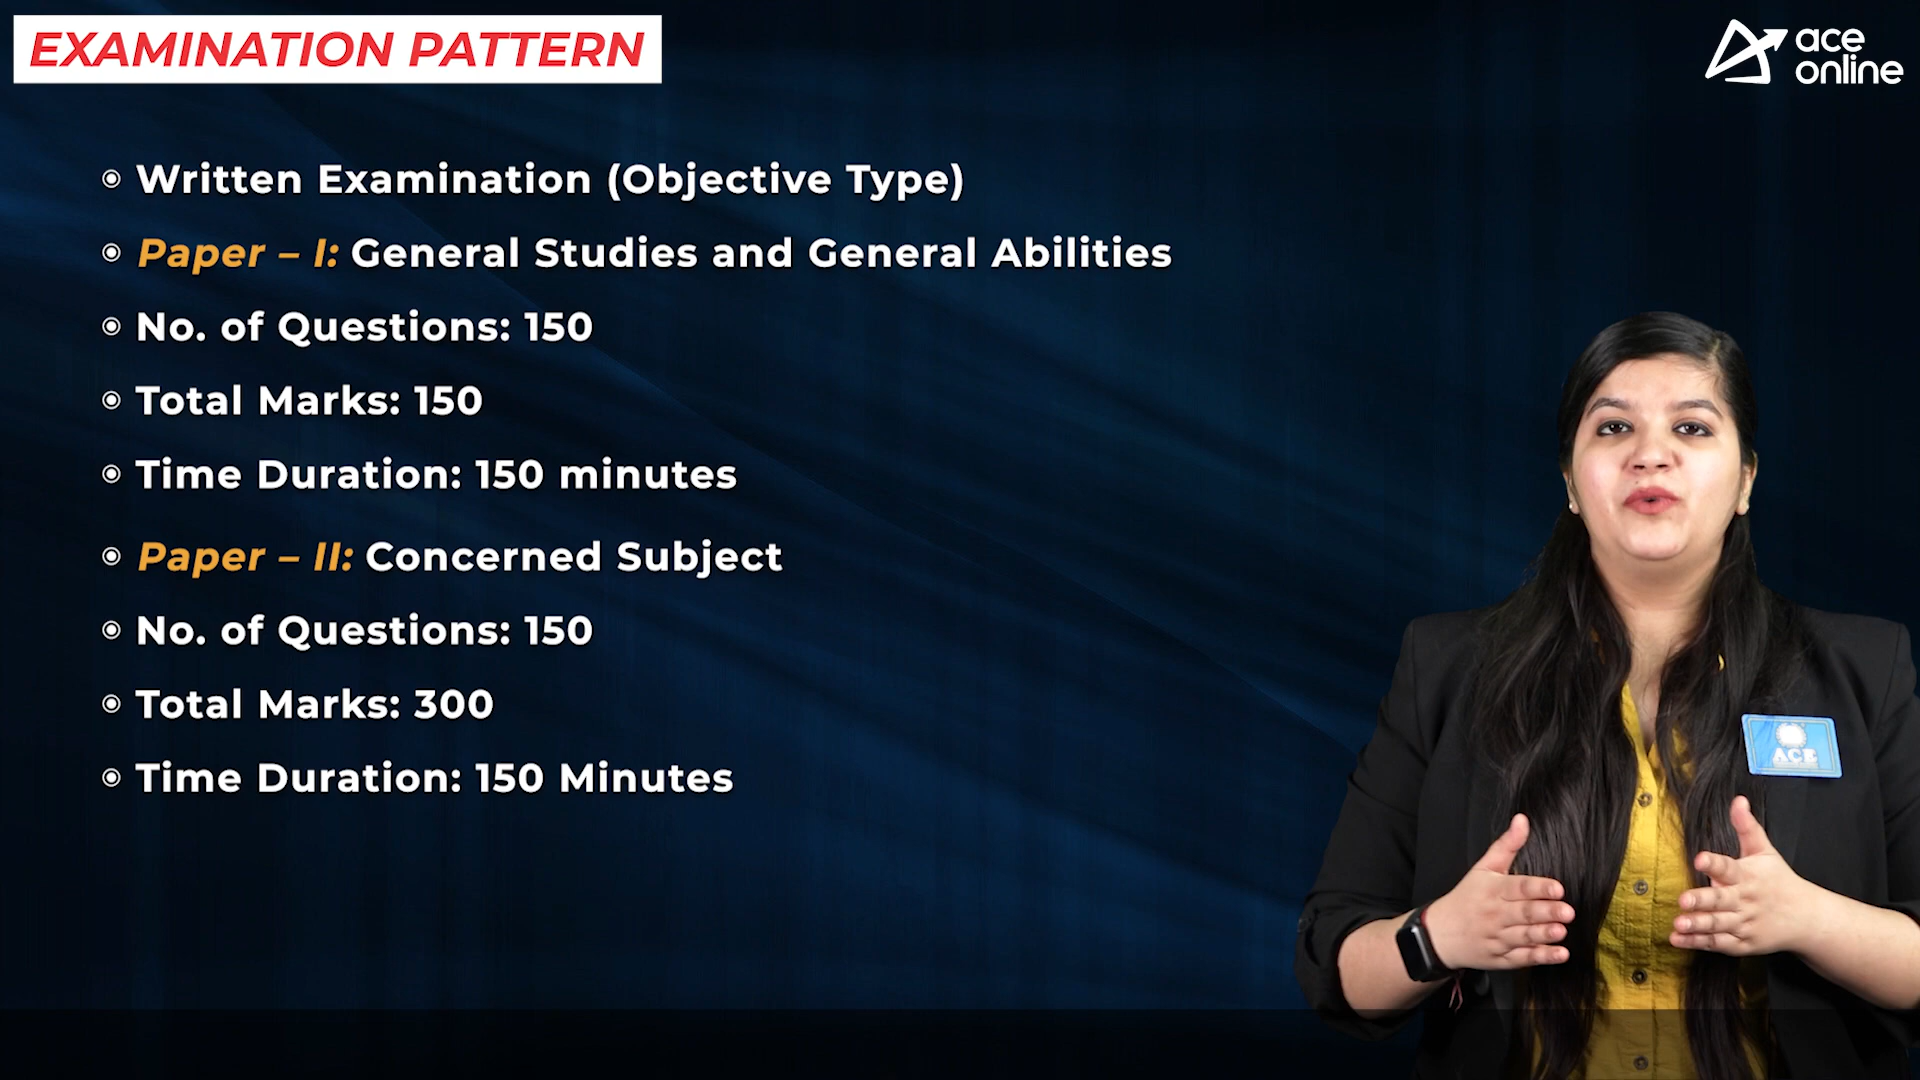 EXAMINATION PATTERN
ace
online
Written Examination (Objective Type)
Paper – I: General Studies and General Abilities
No. of Questions: 150
Total Marks: 150
Time Duration: 150 minutes
Paper – II: Concerned Subject
No. of Questions: 150
Total Marks: 300
Time Duration: 150 Minutes
ACE